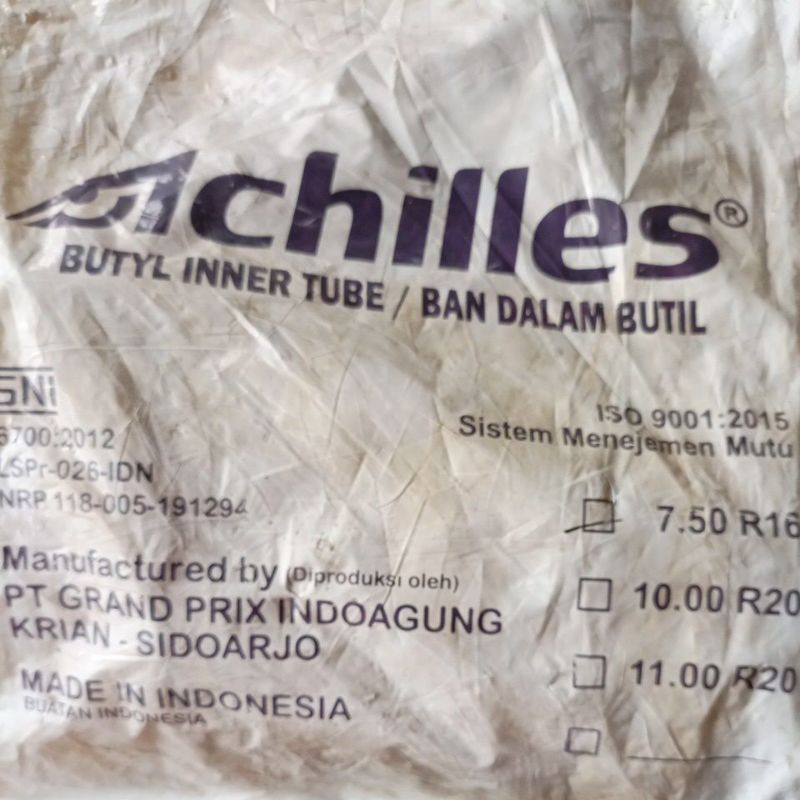 Achilles®
BUTYL INNER TUBE / BAN DALAM BUTIL
SNI
6700:2012
LSPr-026-IDN
NRP 118-005-191294
ISO 9001:2015
Sistem Menejemen Mutu
7.50 R16
10.00 R20
11.00 R20
Manufactured by (Diproduksi oleh)
PT GRAND PRIX INDOAGUNG
KRIAN - SIDOARJO
MADE IN INDONESIA
BUATAN INDONESIA